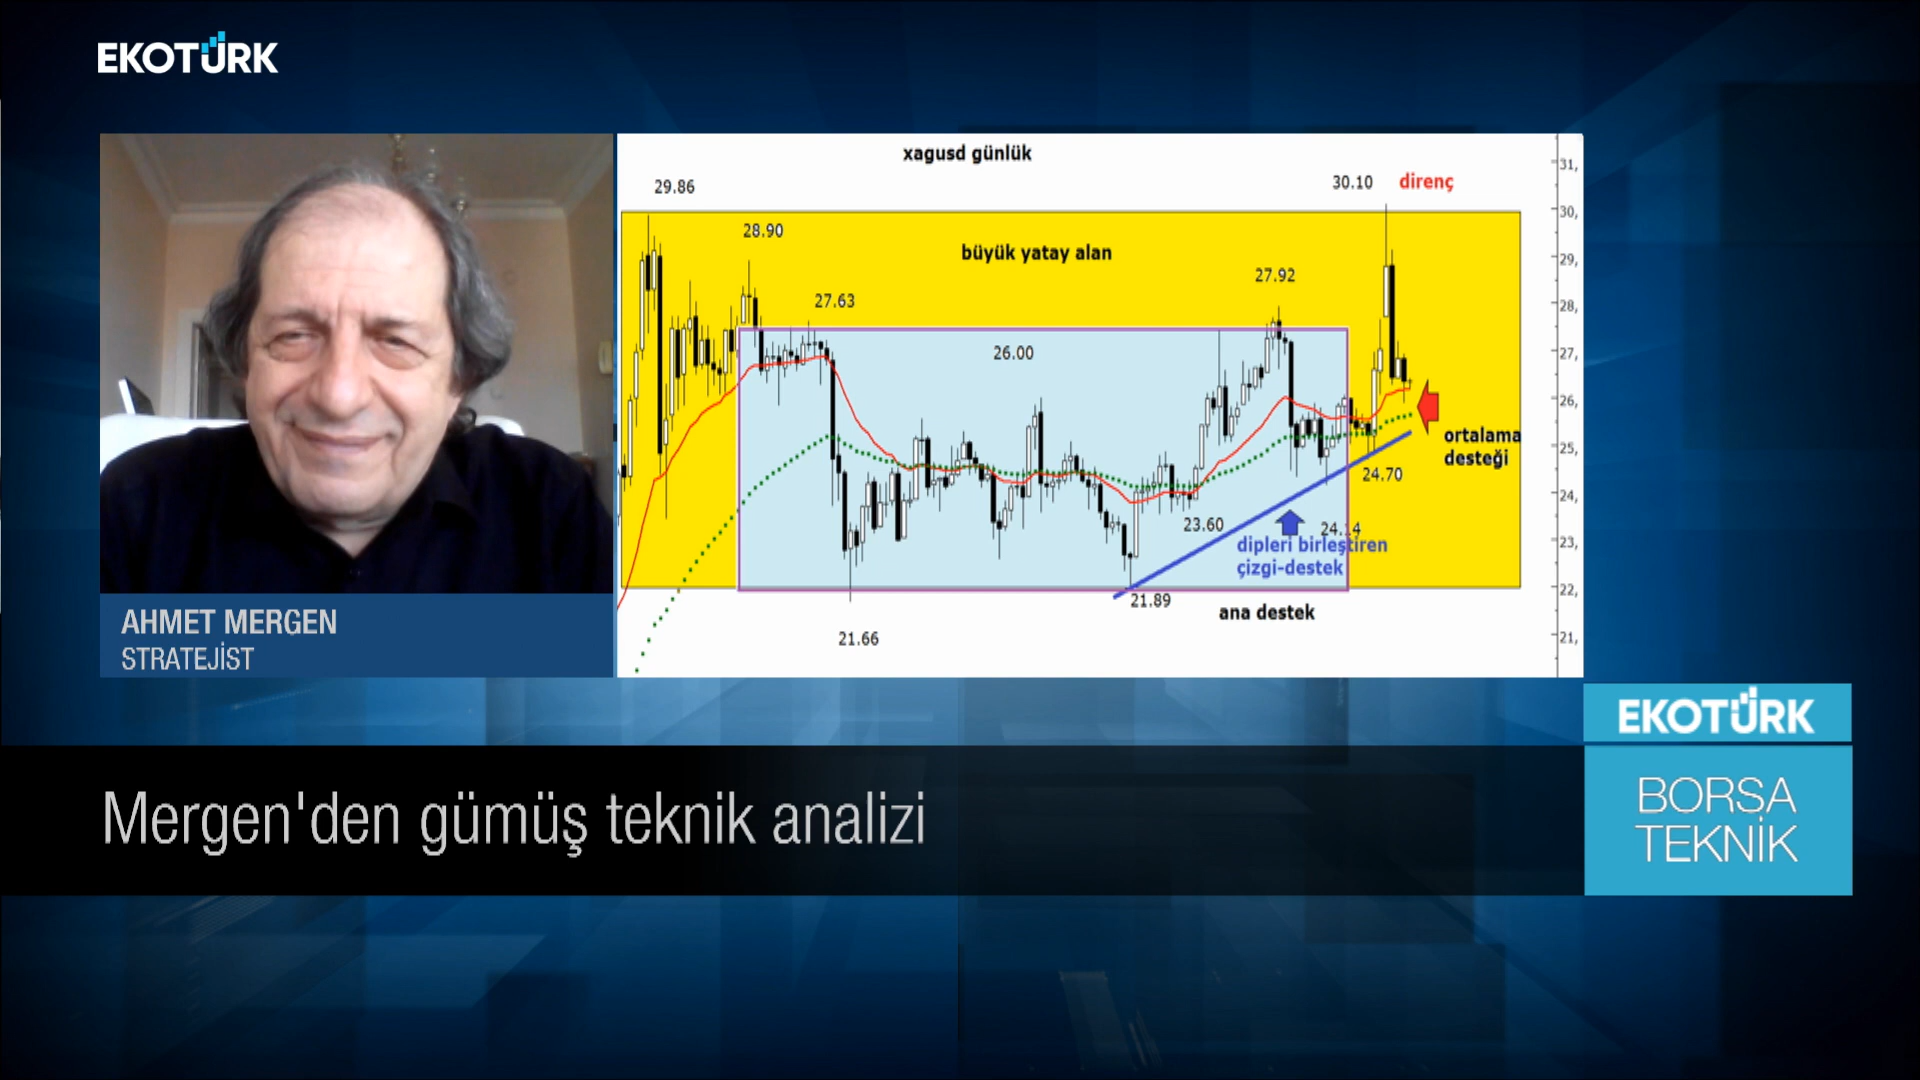 EKOTÜRK
xagusd günlük
29.86
30.10 direnç
28.90
büyük yatay alan
27.92
27.63
26.00
ortalama
desteği
24.70
23.60
24.14
dipleri birleştiren
çizgi-destek
21.89
ana destek
21.66
31,
30,
29,
28,
27,
26,
25,
24,
23,
22,
21,
AHMET MERGEN
STRATEJİST
EKOTÜRK
Mergen'den gümüş teknik analizi
BORSA
TEKNİK